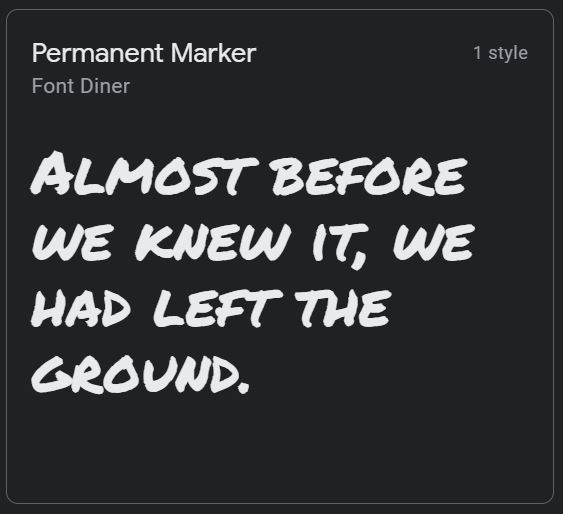 Permanent Marker
1 style
Font Diner
Almost before
we knew it, we
had left the
ground.